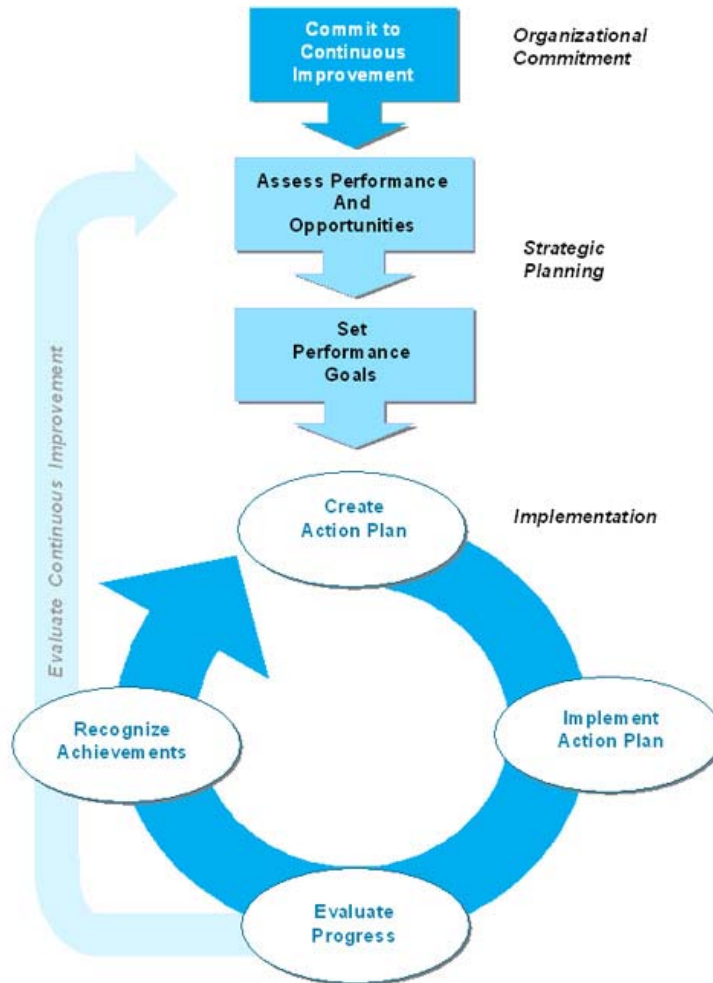 Commit to
Continuous
Improvement
Organizational
Commitment
Assess Performance
And
Opportunities
Strategic
Planning
Set
Performance
Goals
Evaluate Continuous Improvement
Create
Action Plan
Implementation
Implement
Action Plan
Recognize
Achievements
Evaluate
Progress